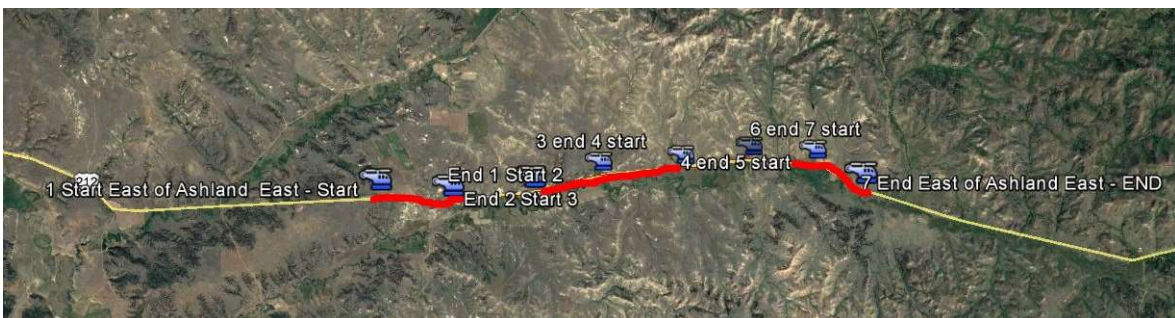 3 end 4 start
6 end 7 start
212
1 Start East of Ashland East - Start
End 1 Start 2
4 end 5 start
7 End East of Ashland East - END
End 2 Start 3